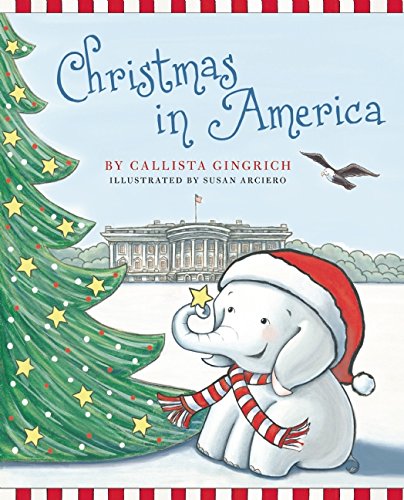 Christmas
in America
BY CALLISTA GINGRICH
ILLUSTRATED BY SUSAN ARCIERO